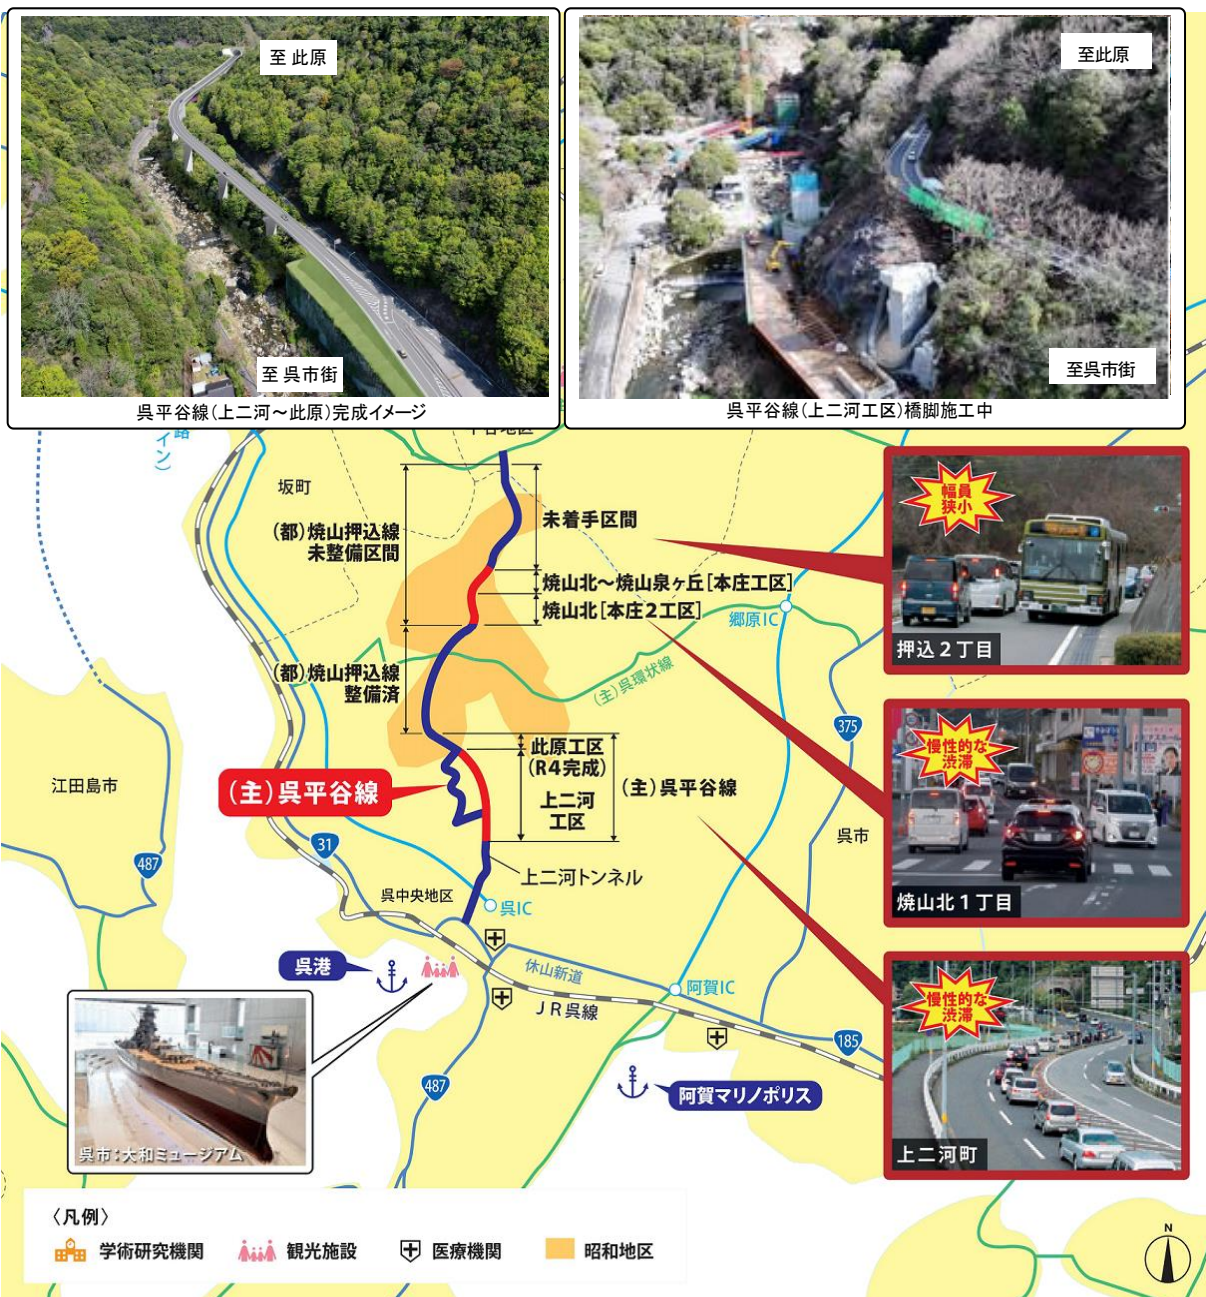 至 此原
至 呉市街
呉平谷線(上二河～此原)完成イメージ
至此原
至呉市街
呉平谷線(上二河工区)橋脚施工中
イン)
坂町
(都)焼山押込線
未整備区間
未着手区間
焼山北～焼山泉ヶ丘[本庄工区]
焼山北[本庄2工区]
郷原IC
(主)呉環状線
(都)焼山押込線
整備済
375
此原工区
(R4完成)
上二河
工区
(主)呉平谷線
(主)呉平谷線
江田島市
487
31
呉市
上二河トンネル
呉中央地区
呉IC
呉港
休山新道
阿賀IC
JR呉線
185
487
阿賀マリノポリス
呉市:大和ミュージアム
幅員
狭小
押込2丁目
慢性的な
渋滞
焼山北1丁目
慢性的な
渋滞
上二河町
〈凡例〉
学術研究機関
観光施設
医療機関
昭和地区
N